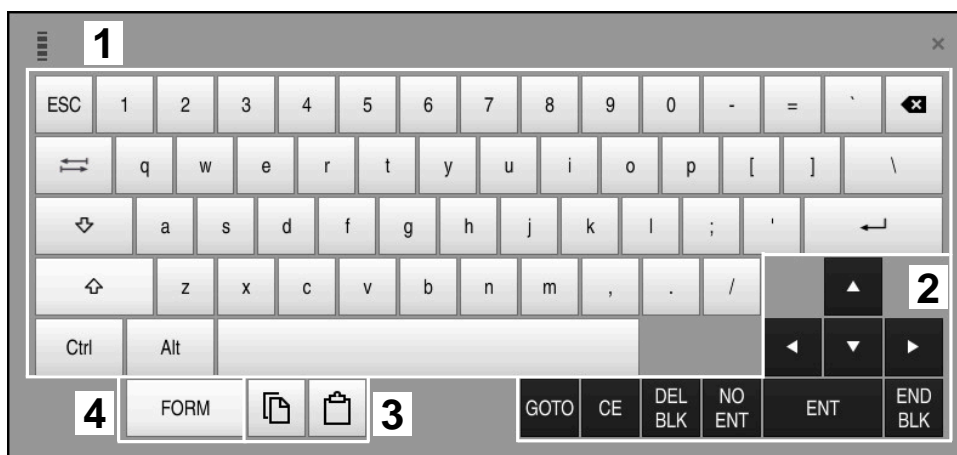 1
×
ESC 1 2 3 4 5 6 7 8 9 0 - = `
q w e r t y u i o p [ ] \
a s d f g h j k l ; '
z x c v b n m , . /
2
Ctrl Alt
4 FORM 3 GOTO CE DEL BLK NO ENT ENT END BLK